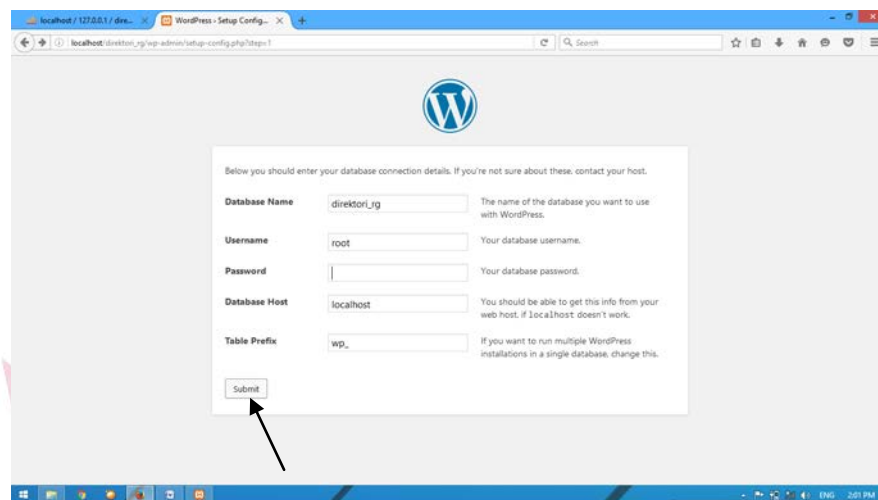 localhost / 127.0.0.1 / dire...
WordPress › Setup Config...
localhost/direktori_rg/wp-admin/setup-config.php?step=1
Search
Below you should enter your database connection details. If you're not sure about these, contact your host.
Database Name
direktori_rg
The name of the database you want to use
with WordPress.
Username
root
Your database username.
Password
Your database password.
Database Host
localhost
You should be able to get this info from your
web host, if localhost doesn't work.
Table Prefix
wp_
If you want to run multiple WordPress
installations in a single database, change this.
Submit
ENG 2:01 PM